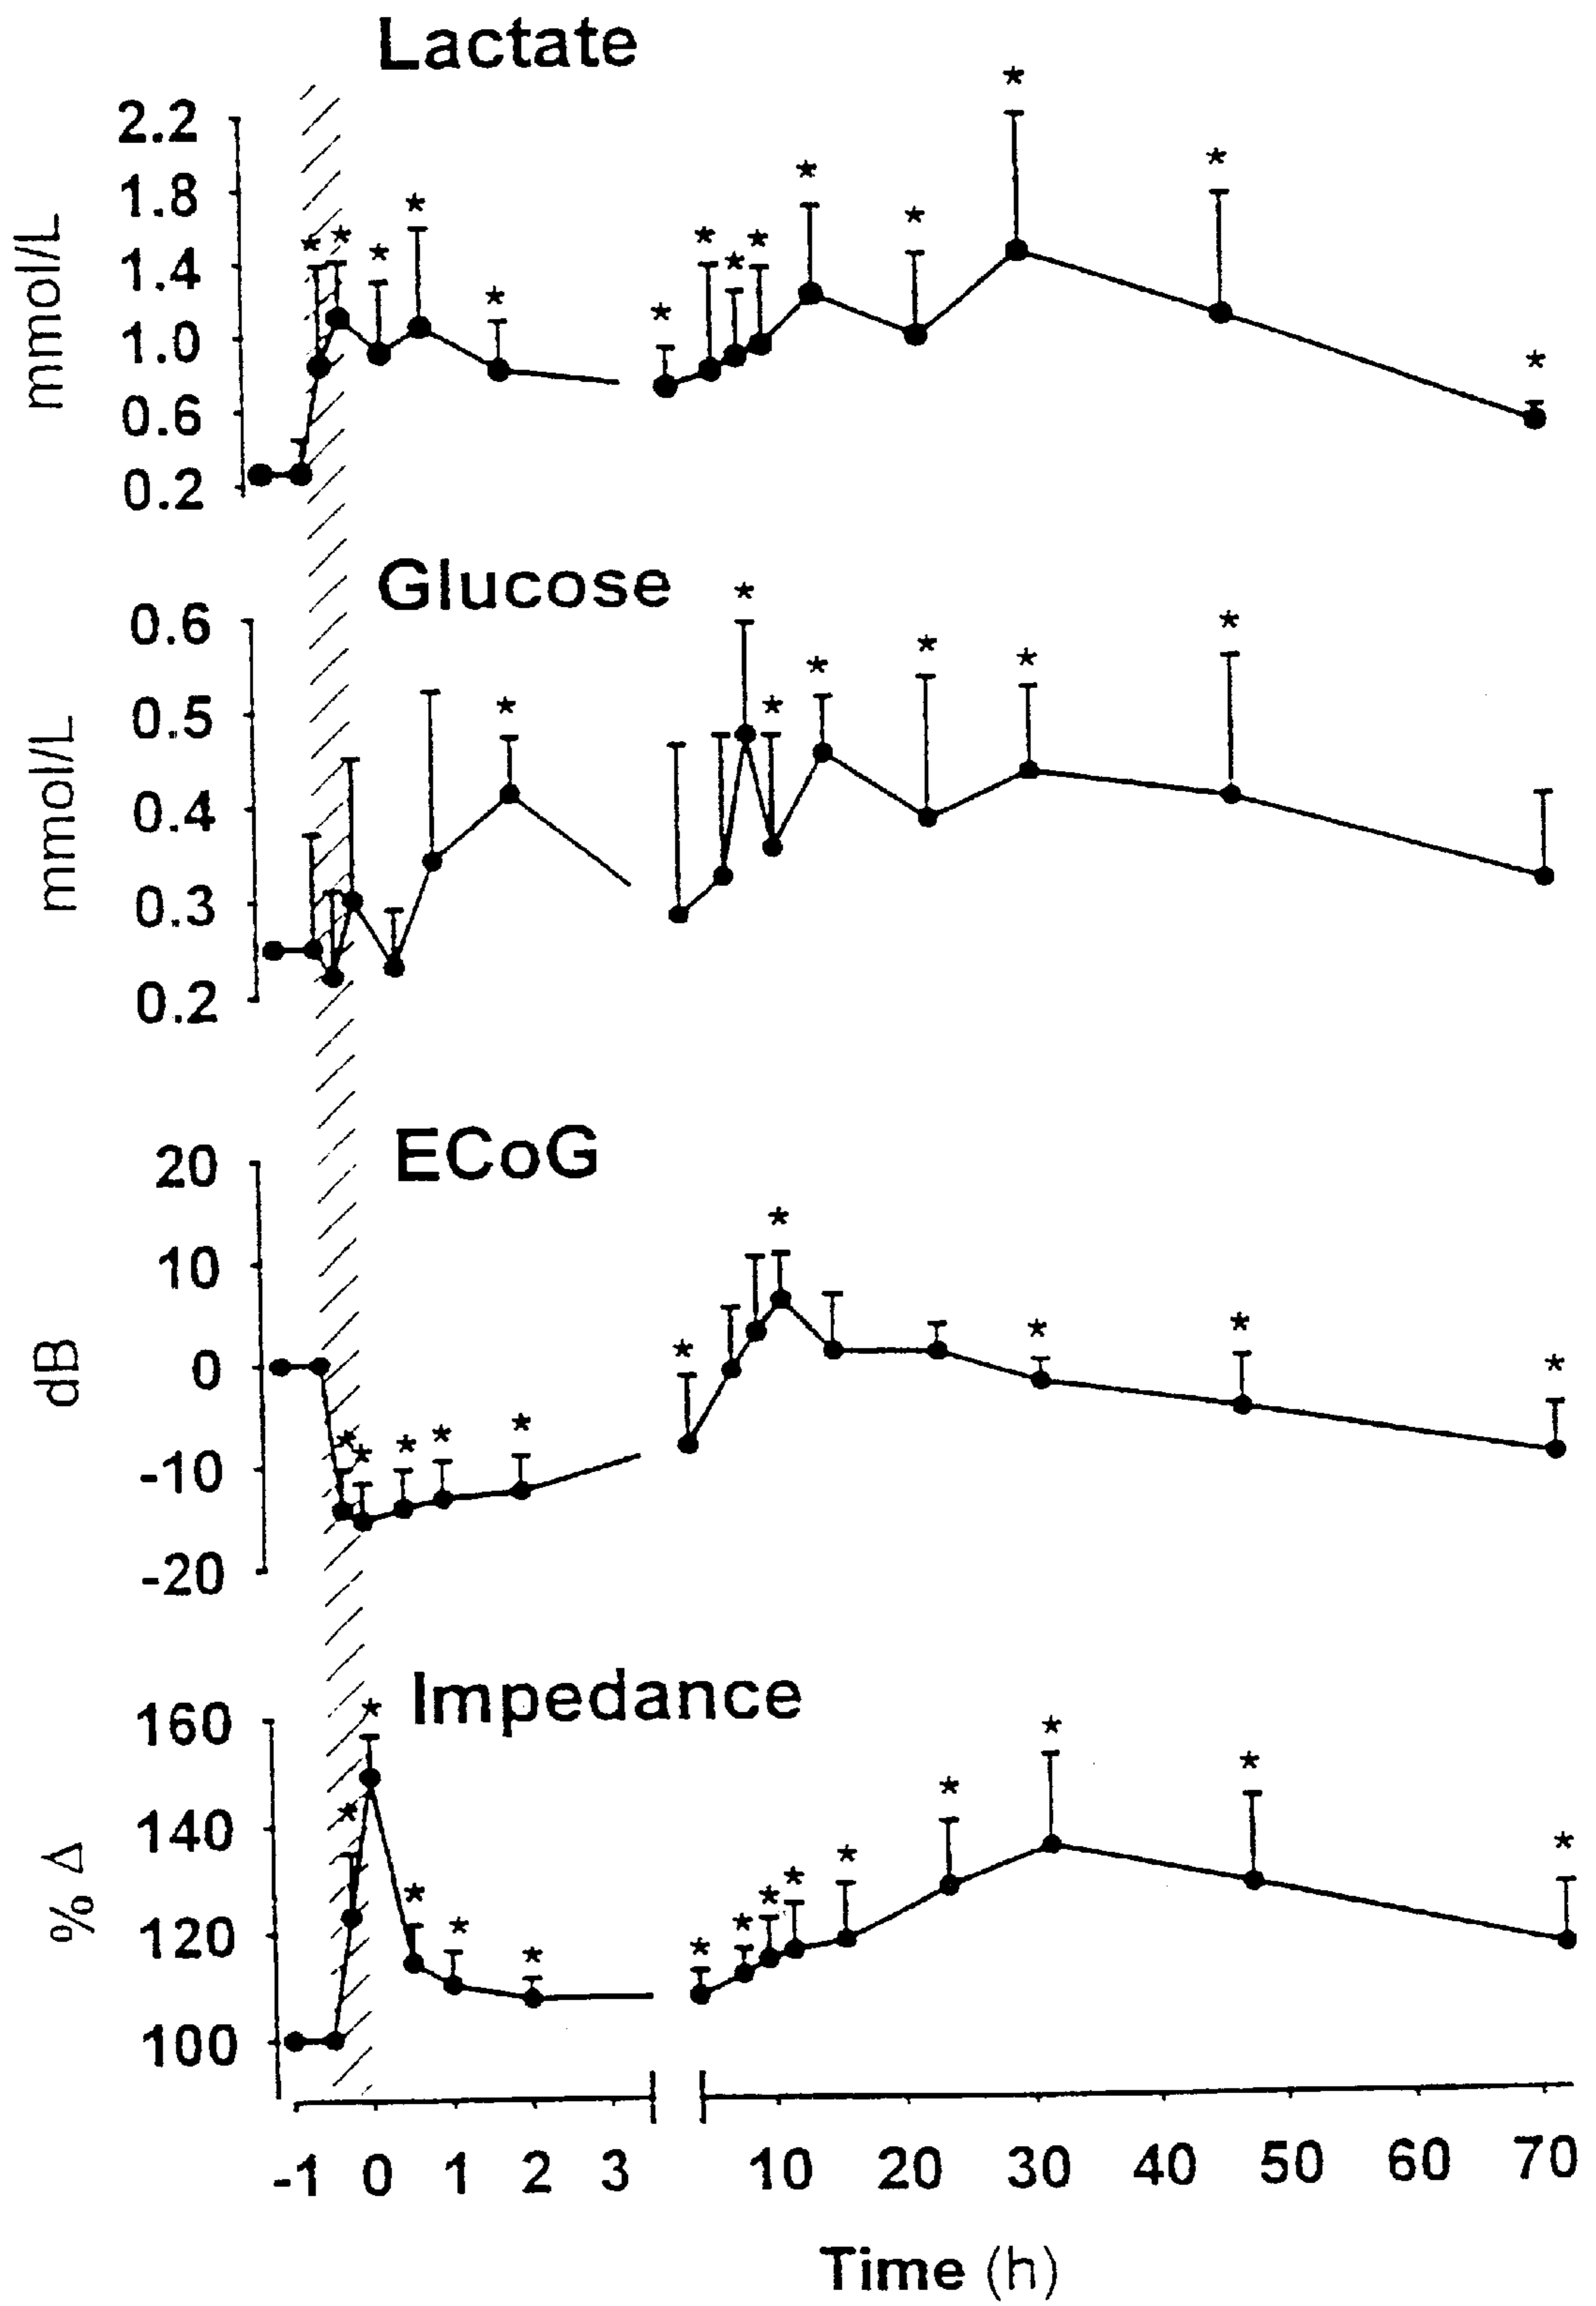 Lactate
2.2
1.8
1.4
1.0
0.6
0.2
mmol/L
* * * * * * * * * * * * * * *
Glucose
0.6
0.5
0.4
0.3
0.2
mmol/L
* * * * * * *
ECoG
20
10
0
-10
-20
dB
* * * * * * * * * *
Impedance
160
140
120
100
% Δ
* * * * * * * * * * * * * *
-1 0 1 2 3 10 20 30 40 50 60 70
Time (h)